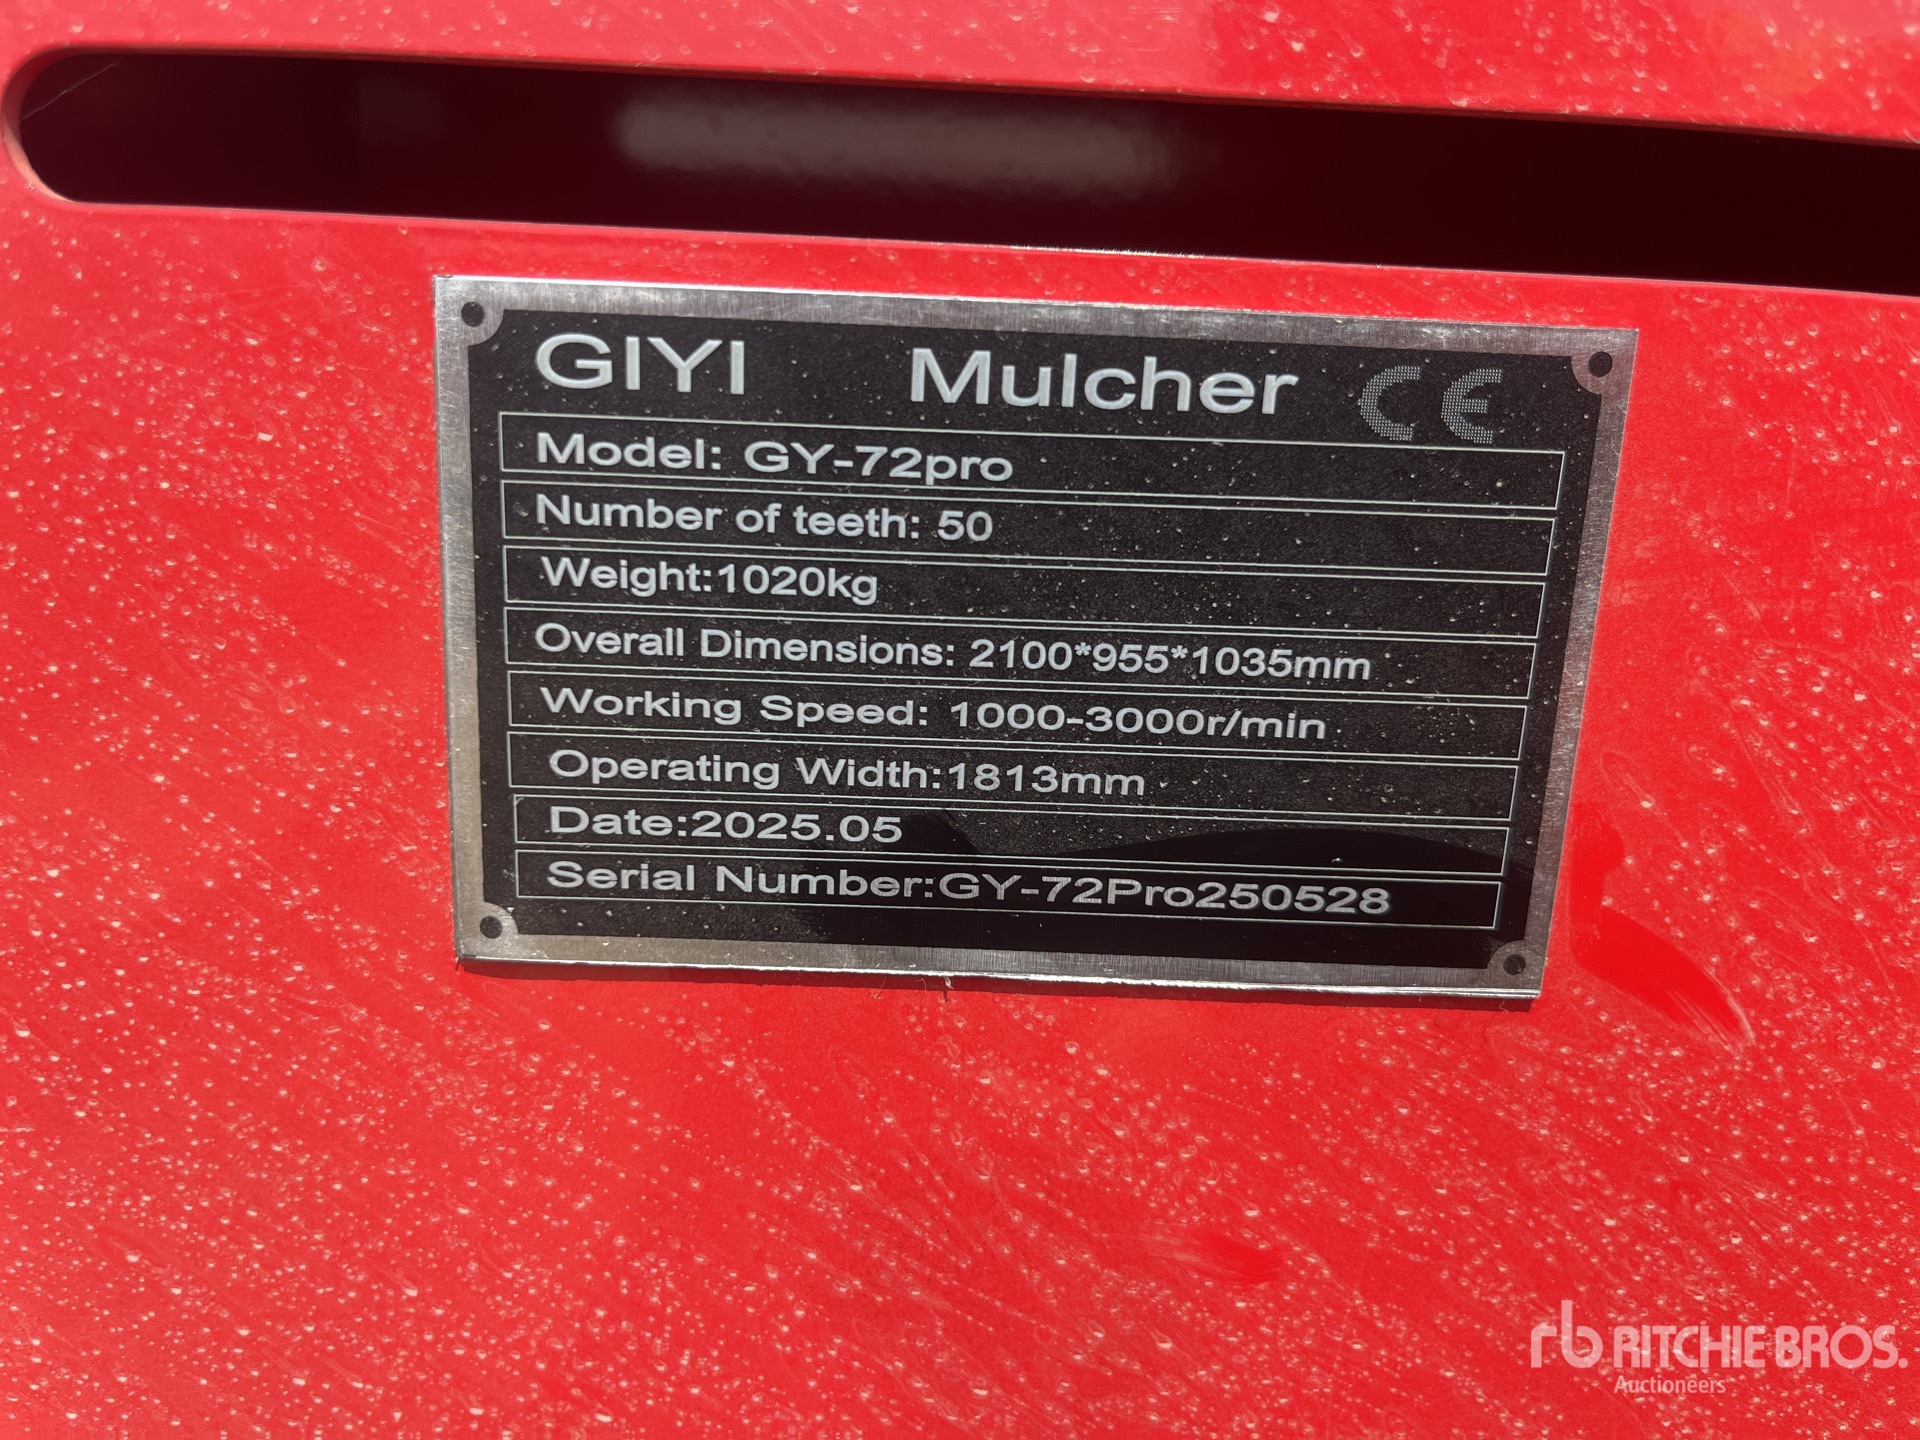 GIYI Mulcher CE
Model: GY-72pro
Number of teeth: 50
Weight:1020kg
Overall Dimensions: 2100*955*1035mm
Working Speed: 1000-3000r/min
Operating Width:1813mm
Date:2025.05
Serial Number:GY-72Pro250528
rb RITCHIE BROS.
Auctioneers